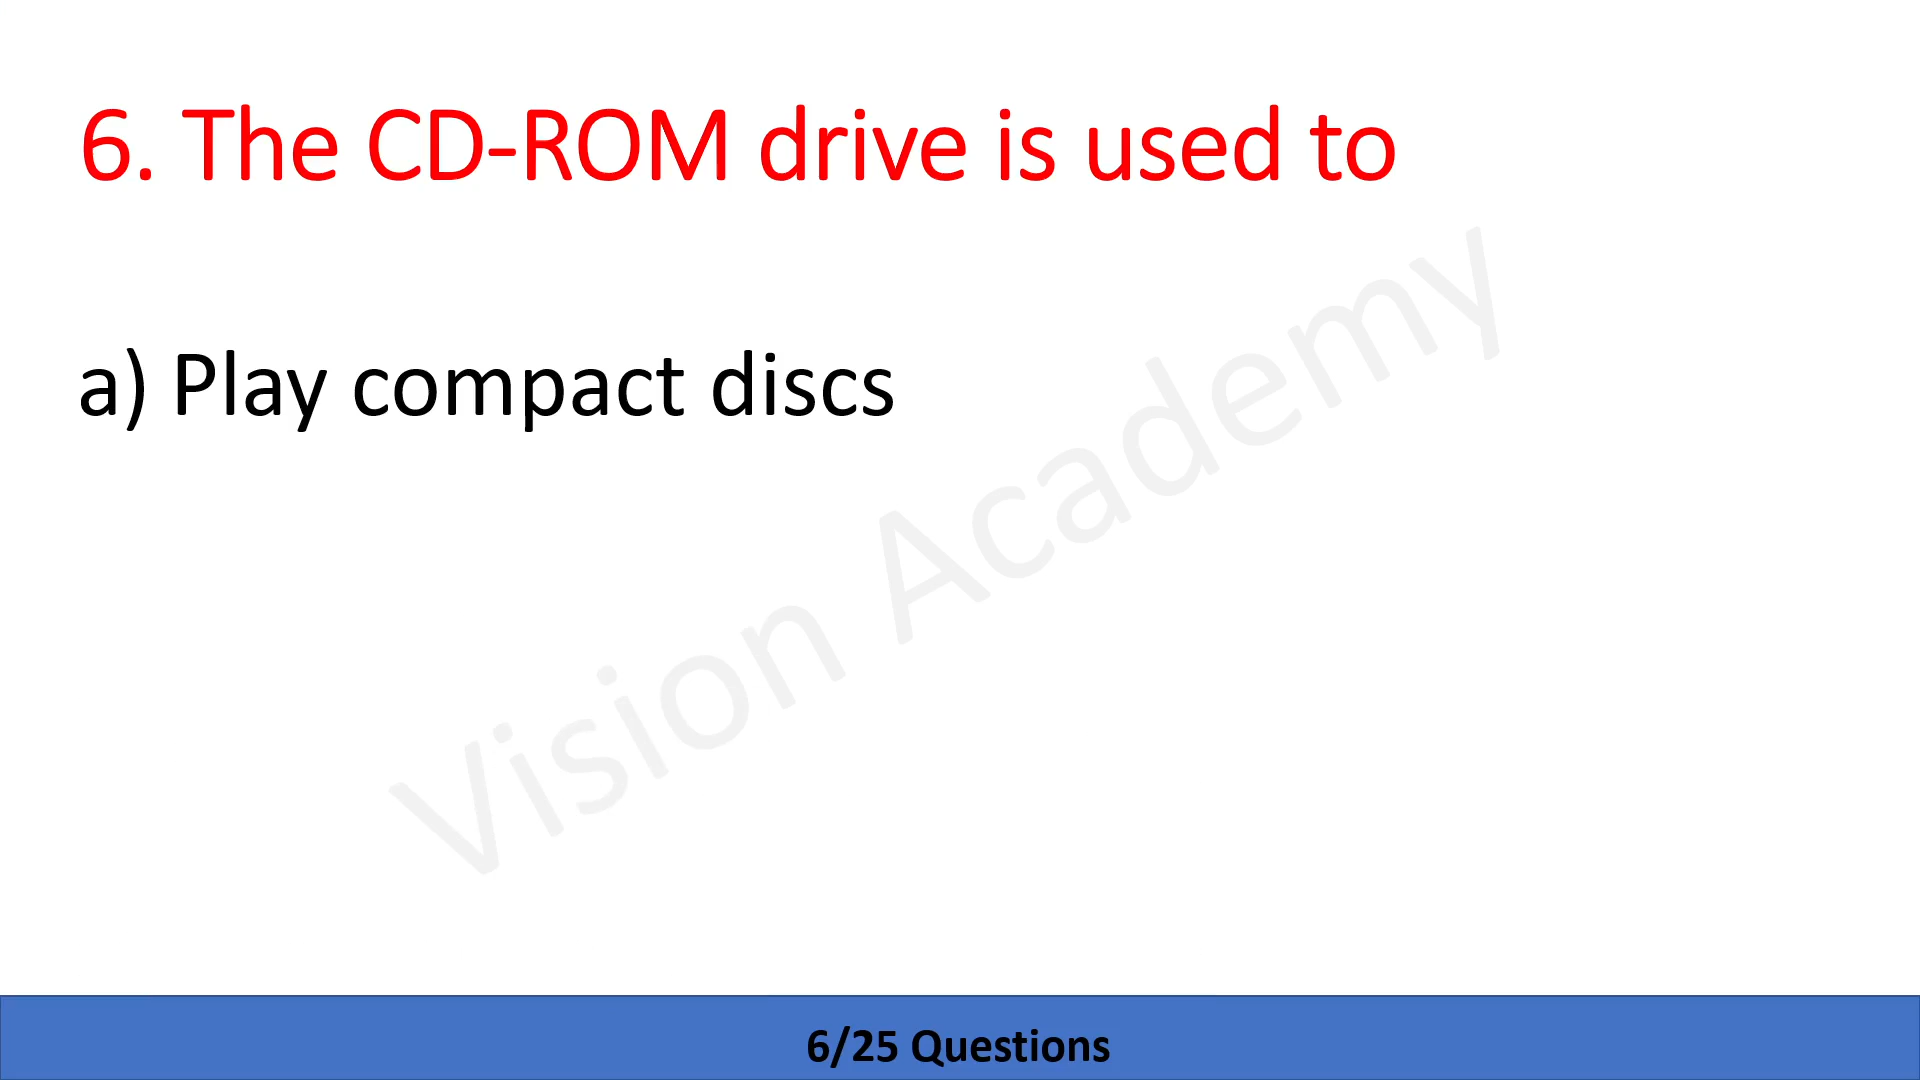 6. The CD-ROM drive is used to
a) Play compact discs
Vision Academy
6/25 Questions